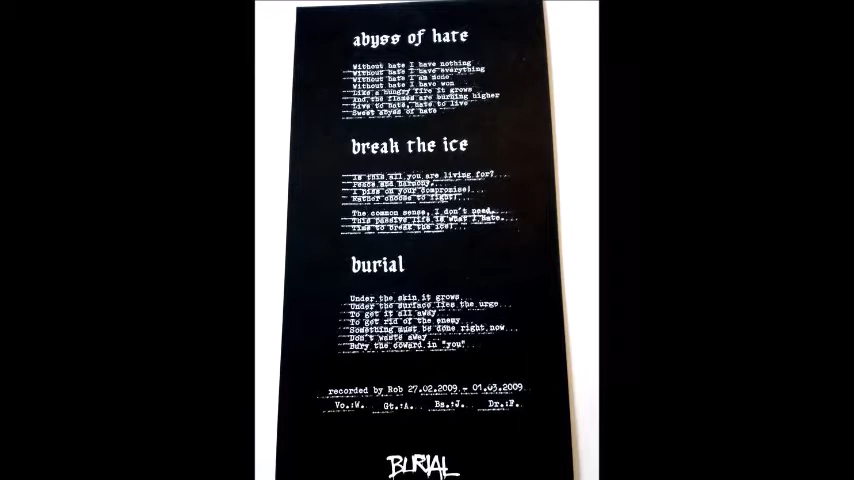 abyss of hate
Without hate I have nothing
Without hate I have everything
Without hate I am none
Without hate I have won
Like a hungry fire it grows
And the flames are burning higher
Live to hate, hate to live
Sweet abyss of hate
break the ice
Is this all you are living for?
Peace and harmony...
I piss on your compromise!
Rather choose to fight!
The common sense, I don't need.
This passive life is what I hate.
Time to break the ice!
burial
Under the skin it grows
Under the surface lies the urge...
To get it all away
To get rid of the enemy
Something must be done right now...
Don't waste away
Bury the coward in "you"
recorded by Rob 27.02.2009 - 01.03.2009
Vo.:W. Gt.:A. Bs.:J. Dr.:F.
BURIAL